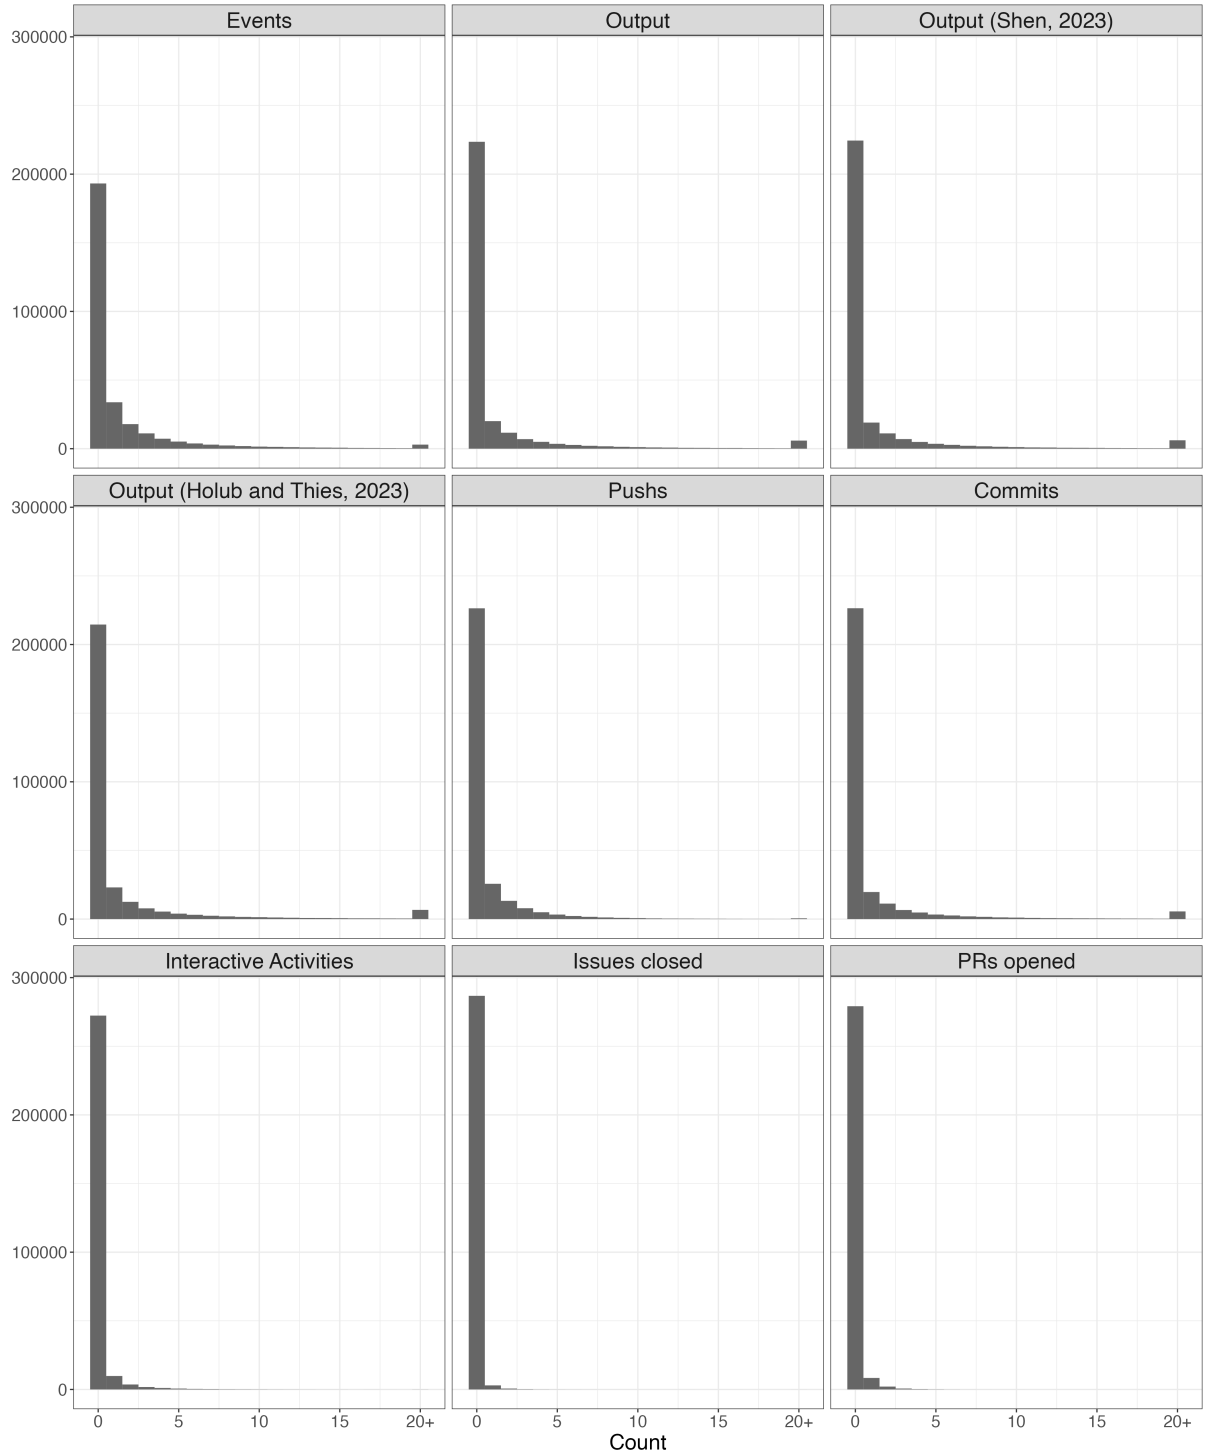 Events
Output
Output (Shen, 2023)
300000
200000
100000
0
Output (Holub and Thies, 2023)
Pushs
Commits
300000
200000
100000
0
Interactive Activities
Issues closed
PRs opened
300000
200000
100000
0
0 5 10 15 20+
0 5 10 15 20+
0 5 10 15 20+
Count